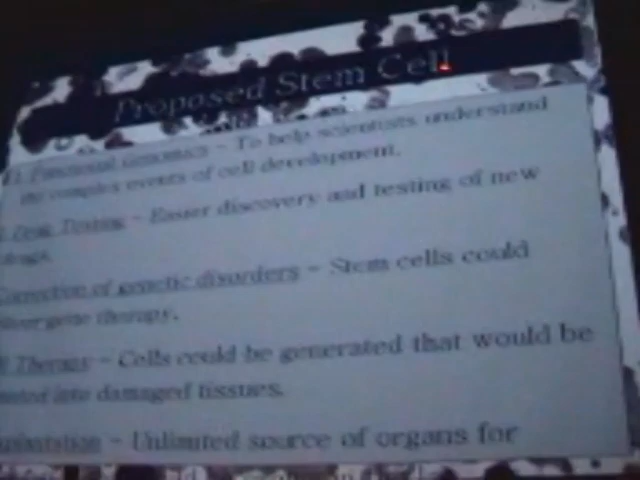 Proposed Stem Cell
Functional Genomics - To help scientists understand
the complex events of cell development.
Drug Testing - Easier discovery and testing of new
drugs.
Correction of genetic disorders - Stem cells could
gene therapy.
Therapy - Cells could be generated that would be
into damaged tissues.
- Unlimited source of organs for